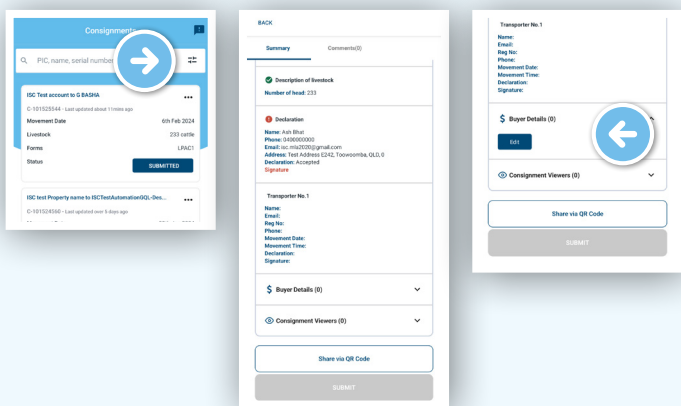 Consignments
PIC, name, serial number
ISC Test account to G BASHA
C-101525544 - Last updated about 11 mins ago
Movement Date 6th Feb 2024
Livestock 233 cattle
Forms LPAC1
Status SUBMITTED
ISC test Property name to ISCTestAutomationGQL-Des...
C-101524560 - Last updated over 5 days ago
BACK
Summary Comments(0)
Description of livestock
Number of head: 233
Declaration
Name: Ash Bhat
Phone: 0400000000
Email: isc.mla2020@gmail.com
Address: Test Address E242, Toowoomba, QLD, 0
Declaration: Accepted
Signature
Transporter No.1
Name:
Email:
Reg No:
Phone:
Movement Date:
Movement Time:
Declaration:
Signature:
$ Buyer Details (0)
Consignment Viewers (0)
Share via QR Code
SUBMIT
Transporter No.1
Name:
Email:
Reg No:
Phone:
Movement Date:
Movement Time:
Declaration:
Signature:
$ Buyer Details (0)
Edit
Consignment Viewers (0)
Share via QR Code
SUBMIT